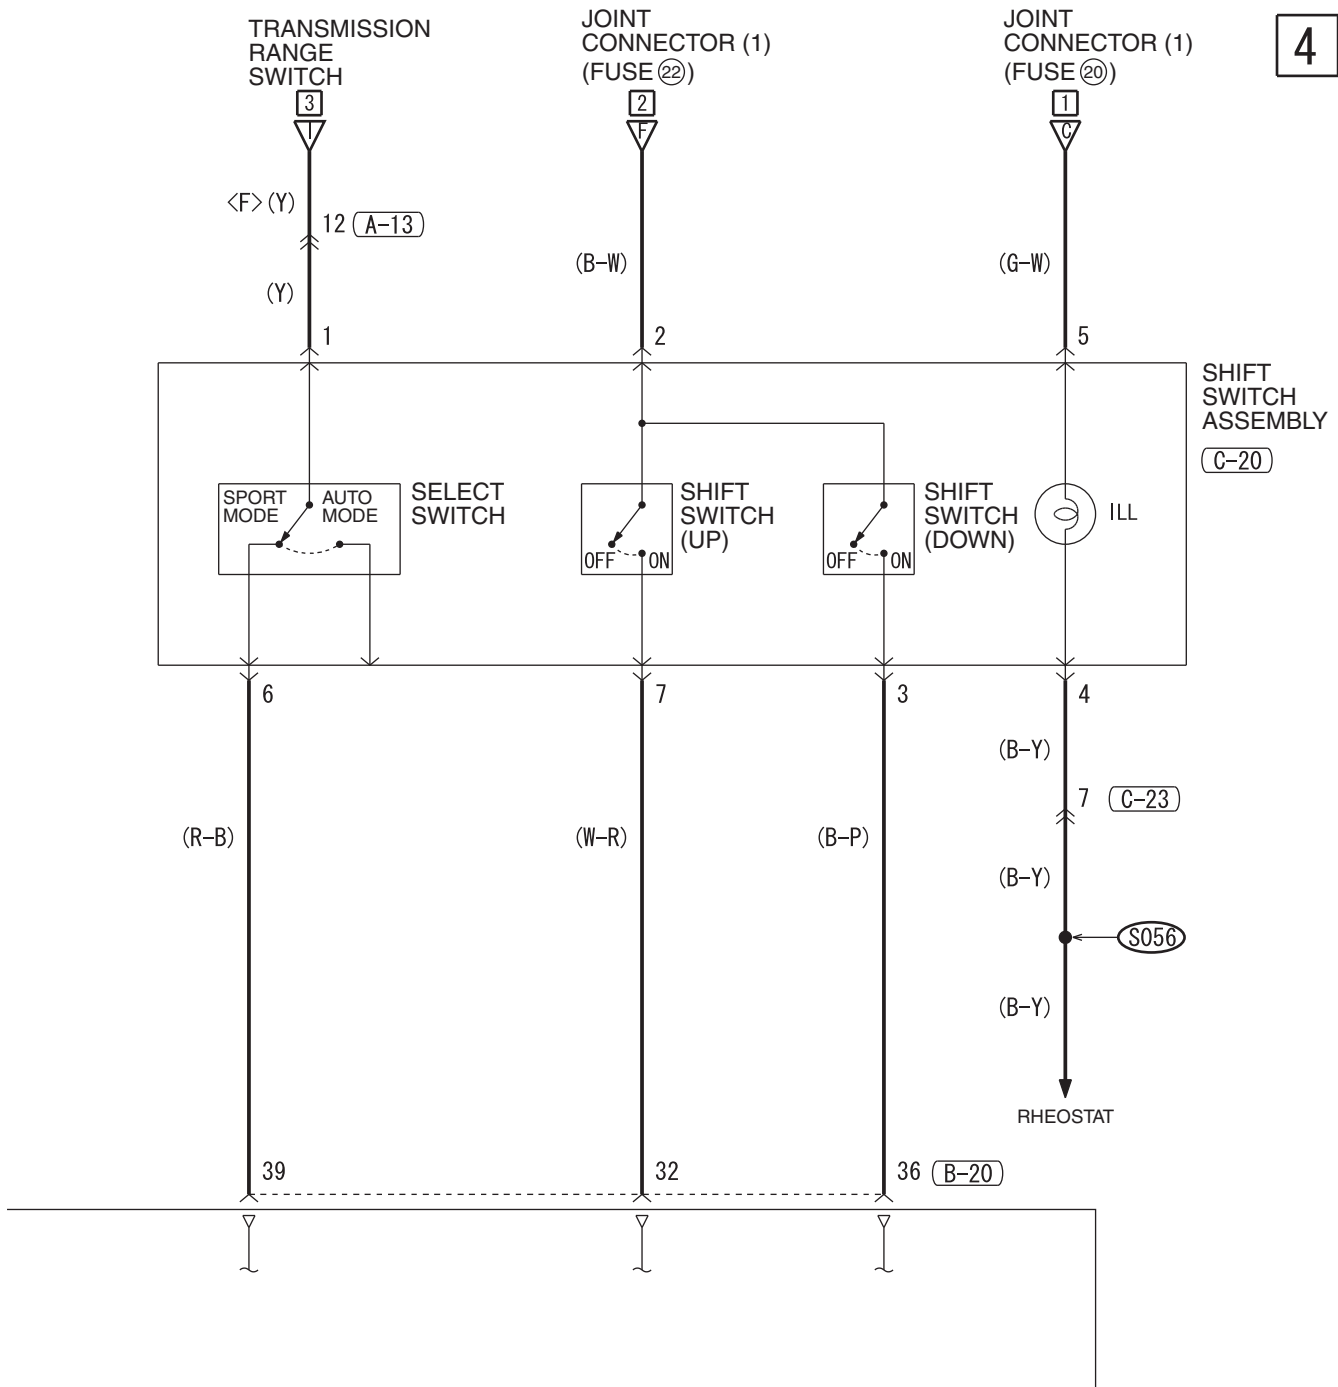 TRANSMISSION
RANGE
SWITCH
JOINT
CONNECTOR (1)
(FUSE 22)
JOINT
CONNECTOR (1)
(FUSE 20)
4
3
2
1
I
F
C
<F> (Y)
12 A-13
(B-W)
(G-W)
(Y)
1
2
5
SHIFT
SWITCH
ASSEMBLY
C-20
SPORT
MODE
AUTO
MODE
SELECT
SWITCH
SHIFT
SWITCH
(UP)
OFF ON
SHIFT
SWITCH
(DOWN)
OFF ON
ILL
6
7
3
4
(B-Y)
7 C-23
(R-B)
(W-R)
(B-P)
(B-Y)
S056
(B-Y)
RHEOSTAT
39
32
36 B-20